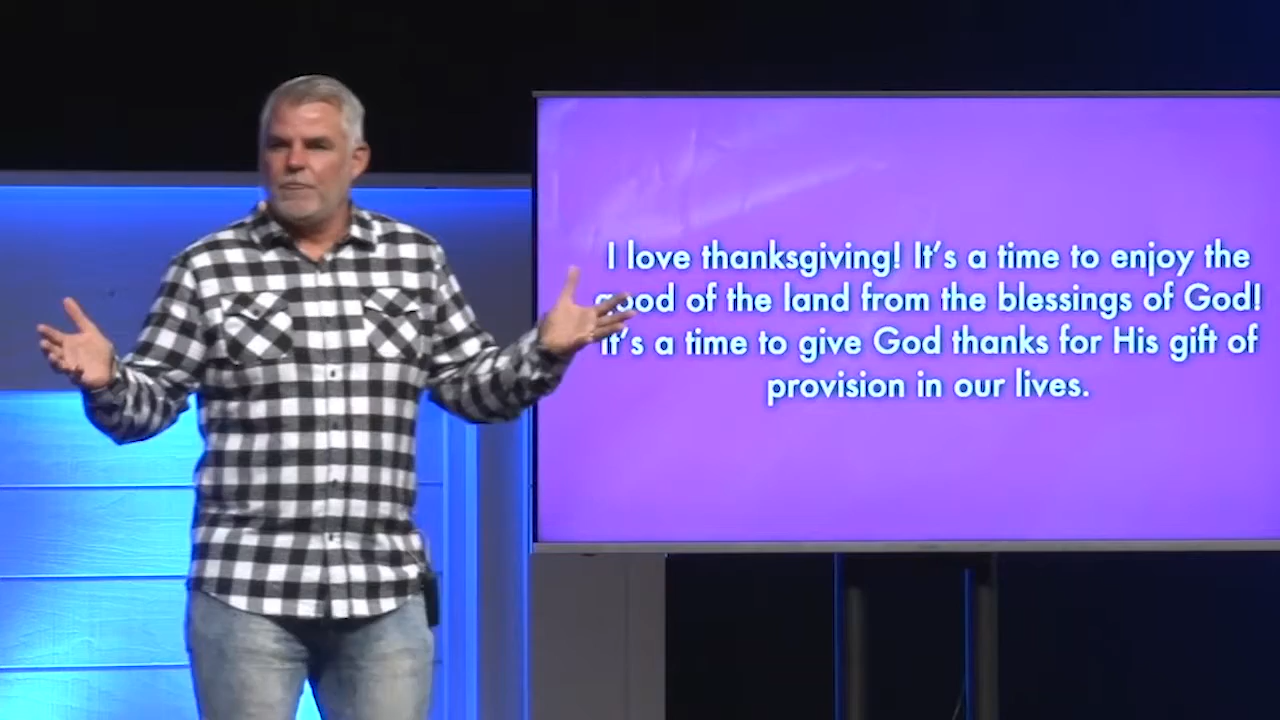 I love thanksgiving! It's a time to enjoy the
good of the land from the blessings of God!
It's a time to give God thanks for His gift of
provision in our lives.